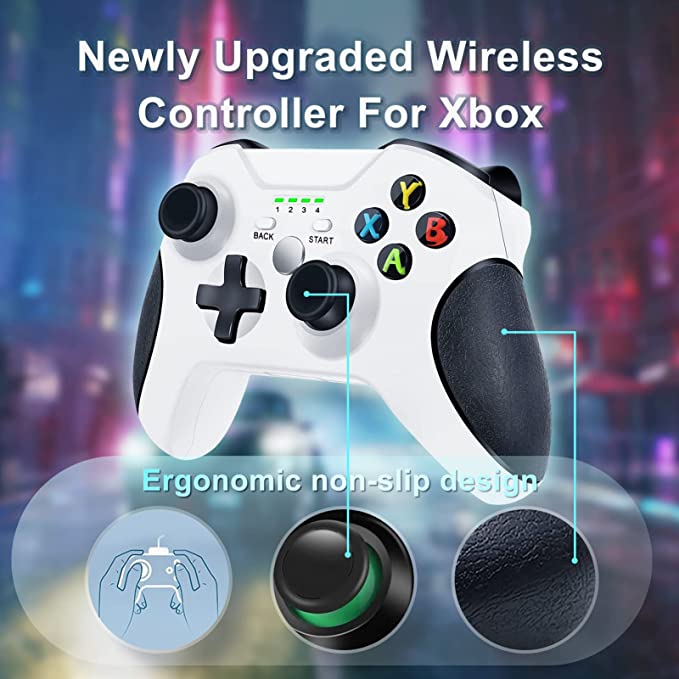 Newly Upgraded Wireless
Controller For Xbox
1 2 3 4
BACK START
Y
X B
A
Ergonomic non-slip design